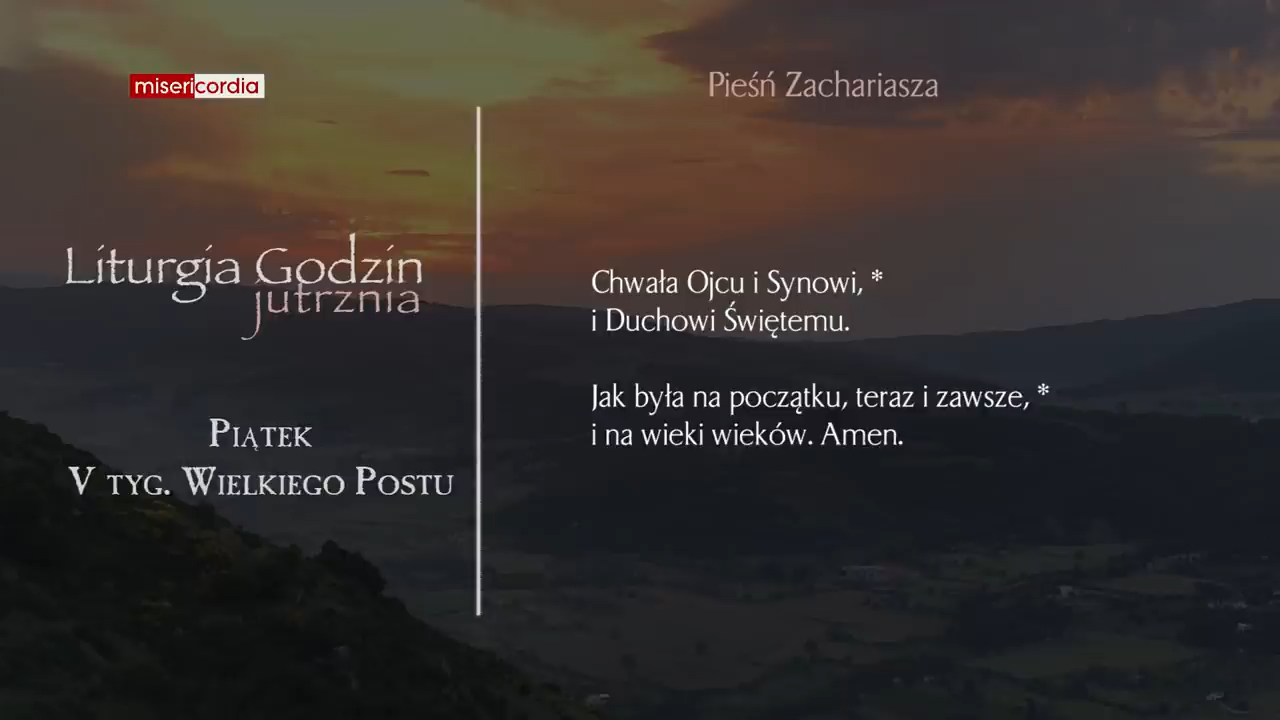 misericordia
Pieśń Zachariasza
Liturgia Godzin
jutrznia
Piątek
V tyg. Wielkiego Postu
Chwała Ojcu i Synowi, *
i Duchowi Świętemu.
Jak była na początku, teraz i zawsze, *
i na wieki wieków. Amen.